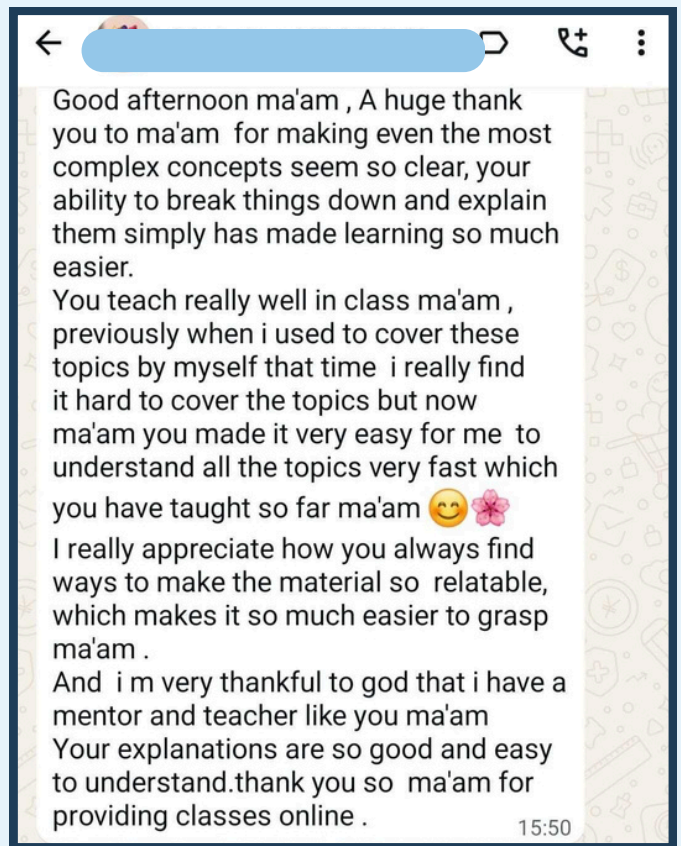 Good afternoon ma'am , A huge thank
you to ma'am  for making even the most
complex concepts seem so clear, your
ability to break things down and explain
them simply has made learning so much
easier.
You teach really well in class ma'am ,
previously when i used to cover these
topics by myself that time  i really find
it hard to cover the topics but now
ma'am you made it very easy for me  to
understand all the topics very fast which
you have taught so far ma'am 😊🌸
I really appreciate how you always find
ways to make the material so  relatable,
which makes it so much easier to grasp
ma'am .
And  i m very thankful to god that i have a
mentor and teacher like you ma'am
Your explanations are so good and easy
to understand.thank you so  ma'am for
providing classes online .
15:50